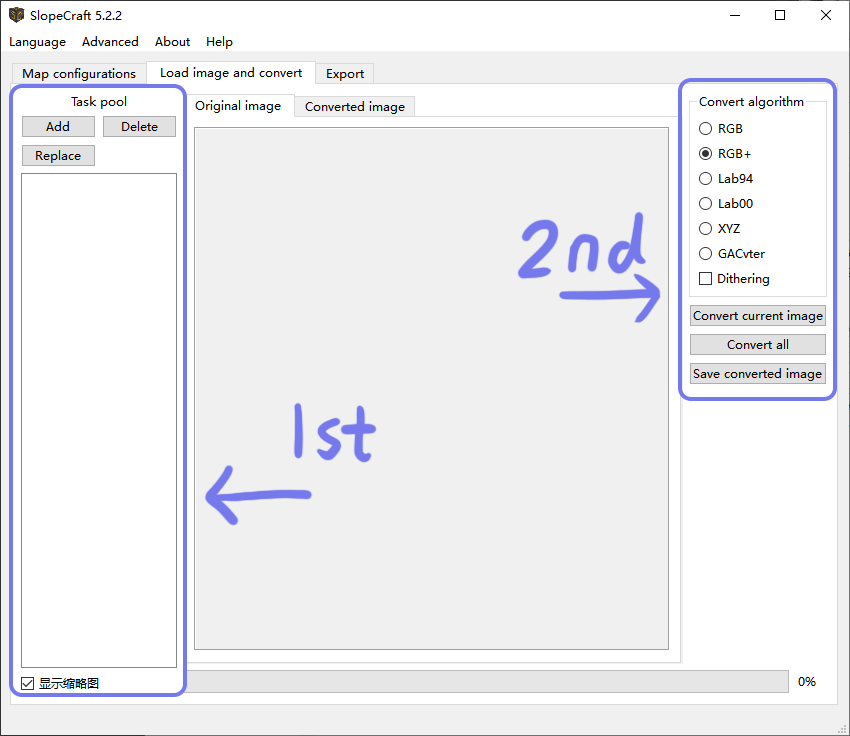 SlopeCraft 5.2.2
Language Advanced About Help
Map configurations Load image and convert Export
Task pool
Add Delete
Replace
显示缩略图
Original image Converted image
1st
2nd
Convert algorithm
RGB
RGB+
Lab94
Lab00
XYZ
GACvter
Dithering
Convert current image
Convert all
Save converted image
0%